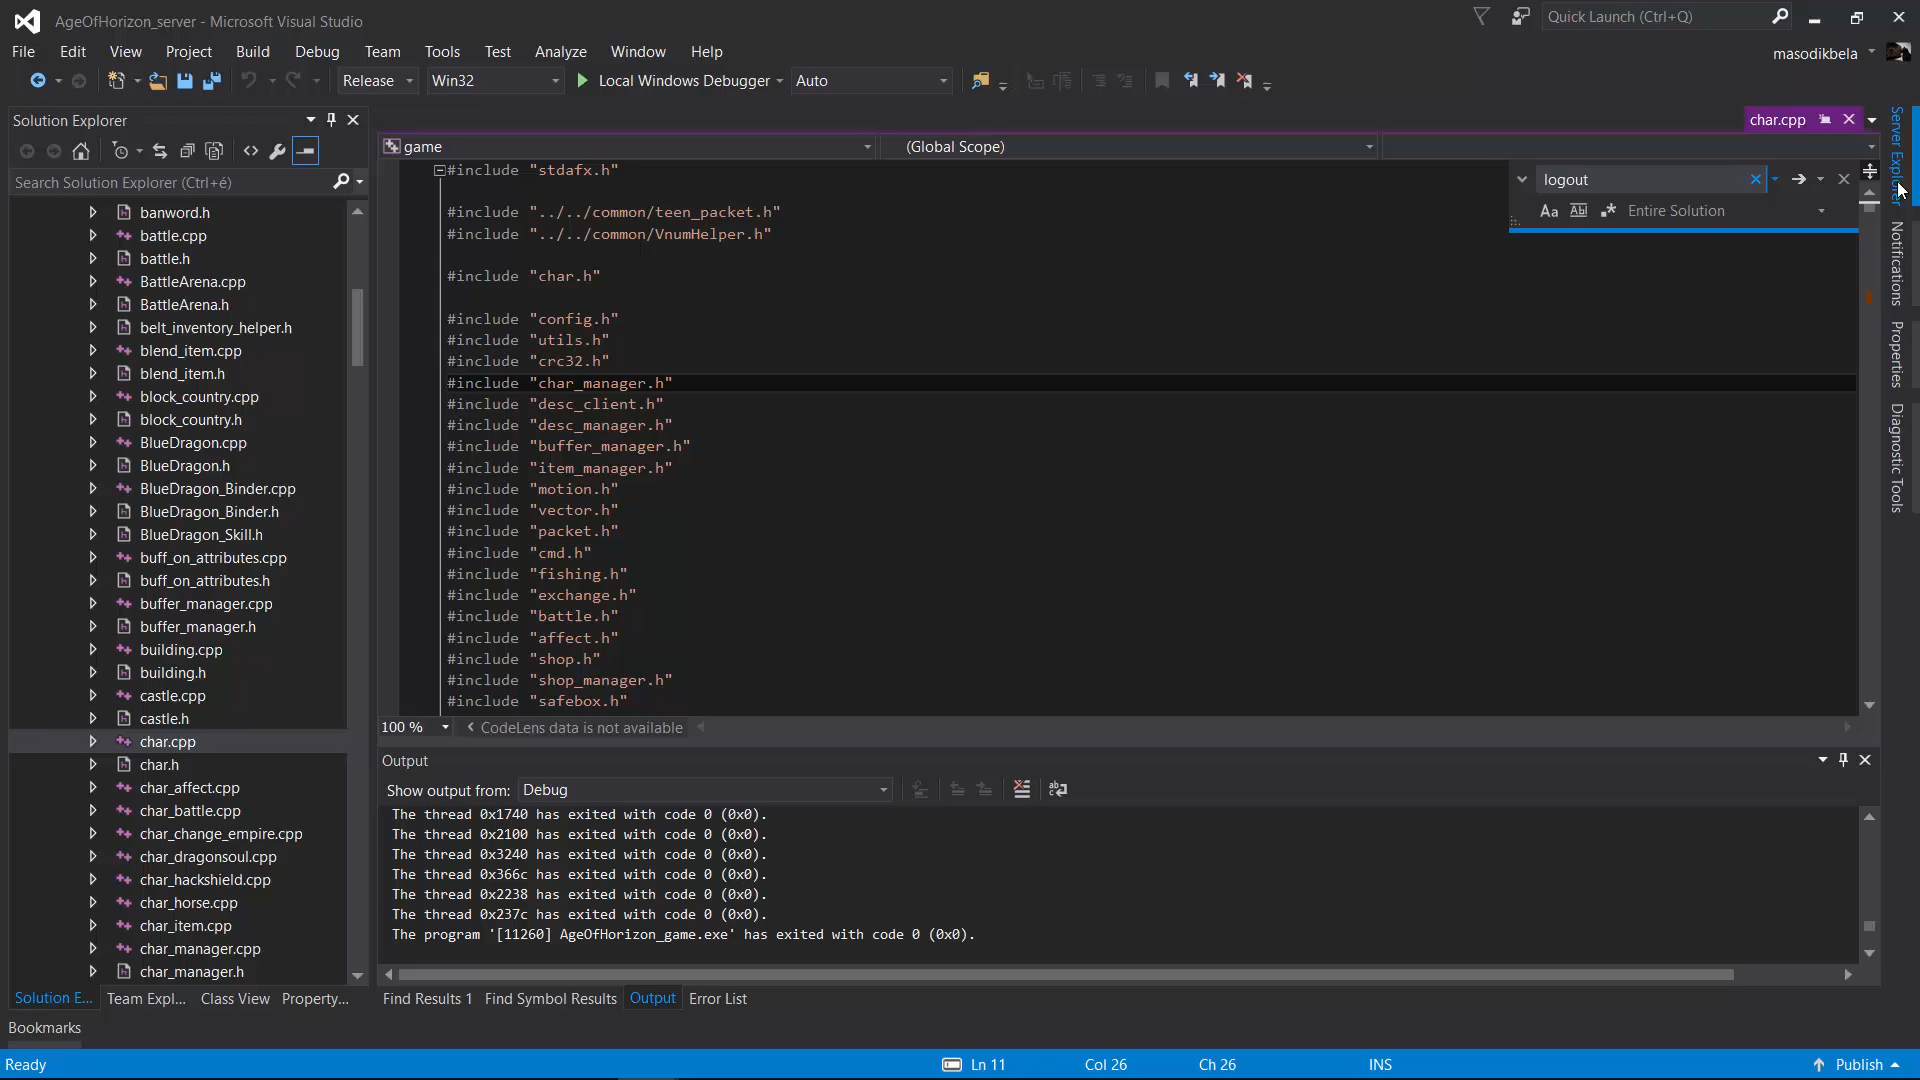 AgeOfHorizon_server - Microsoft Visual Studio
Quick Launch (Ctrl+Q)
File Edit View Project Build Debug Team Tools Test Analyze Window Help
masodikbela
Release Win32 Local Windows Debugger Auto
Solution Explorer
Search Solution Explorer (Ctrl+é)
banword.h
battle.cpp
battle.h
BattleArena.cpp
BattleArena.h
belt_inventory_helper.h
blend_item.cpp
blend_item.h
block_country.cpp
block_country.h
BlueDragon.cpp
BlueDragon.h
BlueDragon_Binder.cpp
BlueDragon_Binder.h
BlueDragon_Skill.h
buff_on_attributes.cpp
buff_on_attributes.h
buffer_manager.cpp
buffer_manager.h
building.cpp
building.h
castle.cpp
castle.h
char.cpp
char.h
char_affect.cpp
char_battle.cpp
char_change_empire.cpp
char_dragonsoul.cpp
char_hackshield.cpp
char_horse.cpp
char_item.cpp
char_manager.cpp
char_manager.h
Solution E... Team Expl... Class View Property...
Bookmarks
char.cpp
game (Global Scope)
logout
Aa Abl Entire Solution
#include "stdafx.h"
#include "../../common/teen_packet.h"
#include "../../common/VnumHelper.h"
#include "char.h"
#include "config.h"
#include "utils.h"
#include "crc32.h"
#include "char_manager.h"
#include "desc_client.h"
#include "desc_manager.h"
#include "buffer_manager.h"
#include "item_manager.h"
#include "motion.h"
#include "vector.h"
#include "packet.h"
#include "cmd.h"
#include "fishing.h"
#include "exchange.h"
#include "battle.h"
#include "affect.h"
#include "shop.h"
#include "shop_manager.h"
#include "safebox.h"
100 % CodeLens data is not available
Output
Show output from: Debug
The thread 0x1740 has exited with code 0 (0x0).
The thread 0x2100 has exited with code 0 (0x0).
The thread 0x3240 has exited with code 0 (0x0).
The thread 0x366c has exited with code 0 (0x0).
The thread 0x2238 has exited with code 0 (0x0).
The thread 0x237c has exited with code 0 (0x0).
The program '[11260] AgeOfHorizon_game.exe' has exited with code 0 (0x0).
Find Results 1 Find Symbol Results Output Error List
Server Explorer
Notifications
Properties
Diagnostic Tools
Ready Ln 11 Col 26 Ch 26 INS Publish